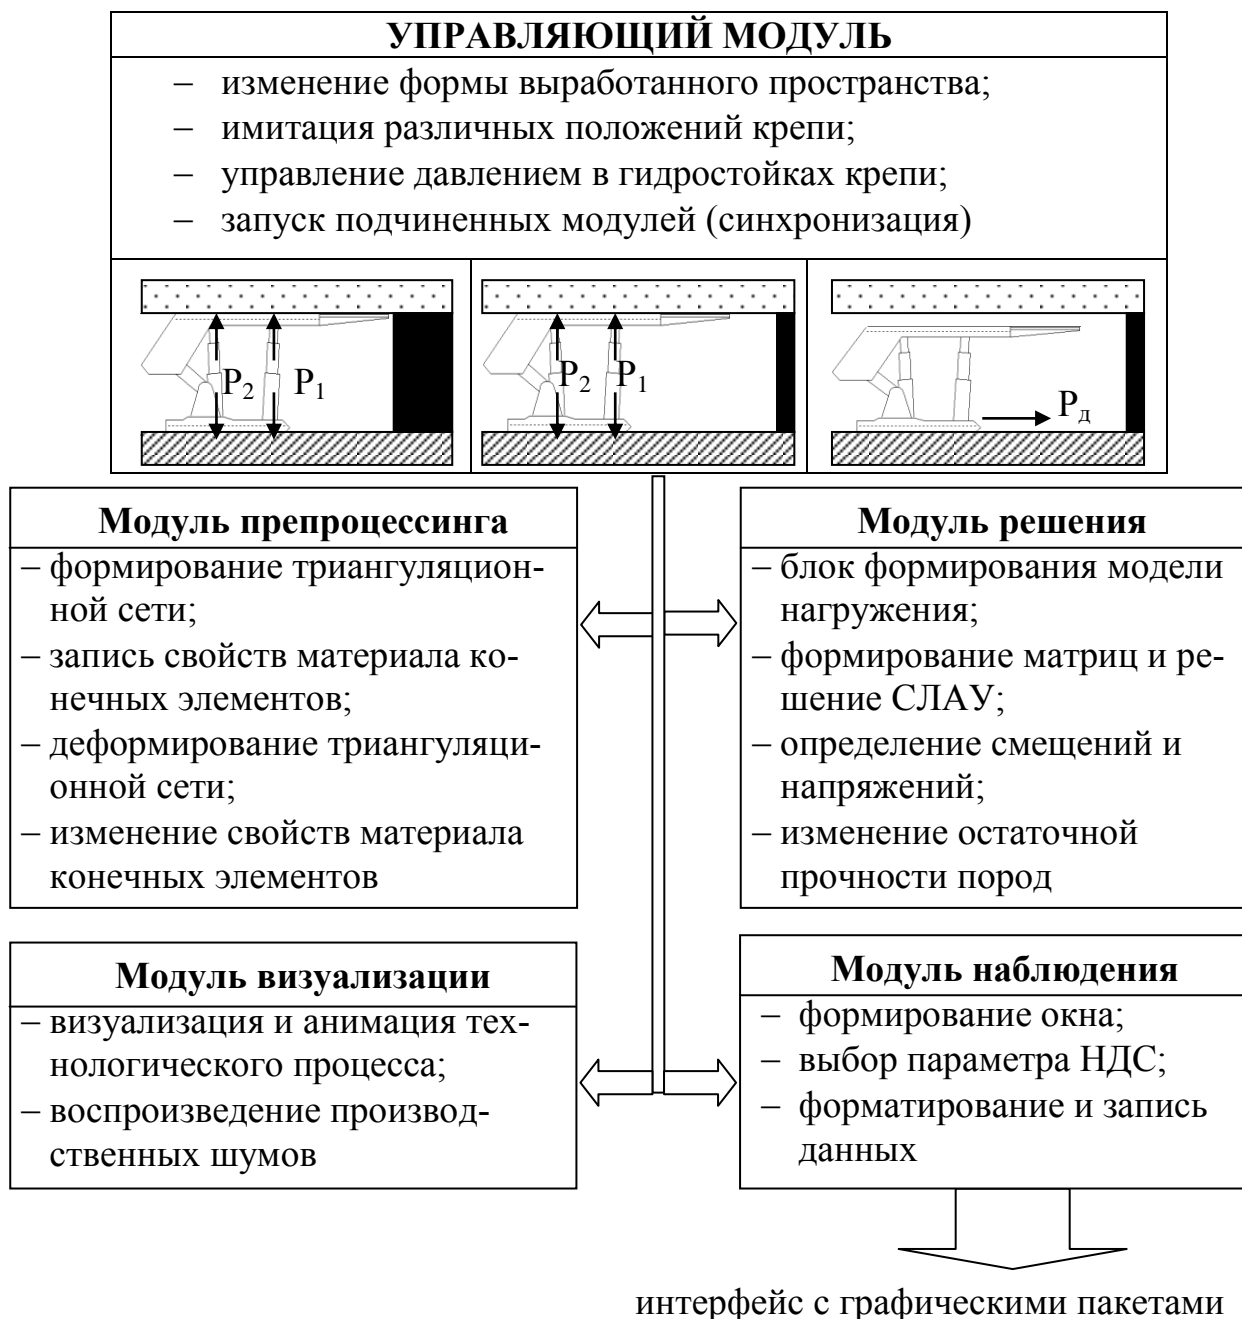 УПРАВЛЯЮЩИЙ МОДУЛЬ
– изменение формы выработанного пространства;
– имитация различных положений крепи;
– управление давлением в гидростойках крепи;
– запуск подчиненных модулей (синхронизация)
P₂ P₁
P₂ P₁
Pд
Модуль препроцессинга
– формирование триангуляцион-
ной сети;
– запись свойств материала ко-
нечных элементов;
– деформирование триангуляци-
онной сети;
– изменение свойств материала
конечных элементов
Модуль решения
– блок формирования модели
нагружения;
– формирование матриц и ре-
шение СЛАУ;
– определение смещений и
напряжений;
– изменение остаточной
прочности пород
Модуль визуализации
– визуализация и анимация тех-
нологического процесса;
– воспроизведение производ-
ственных шумов
Модуль наблюдения
– формирование окна;
– выбор параметра НДС;
– форматирование и запись
данных
интерфейс с графическими пакетами